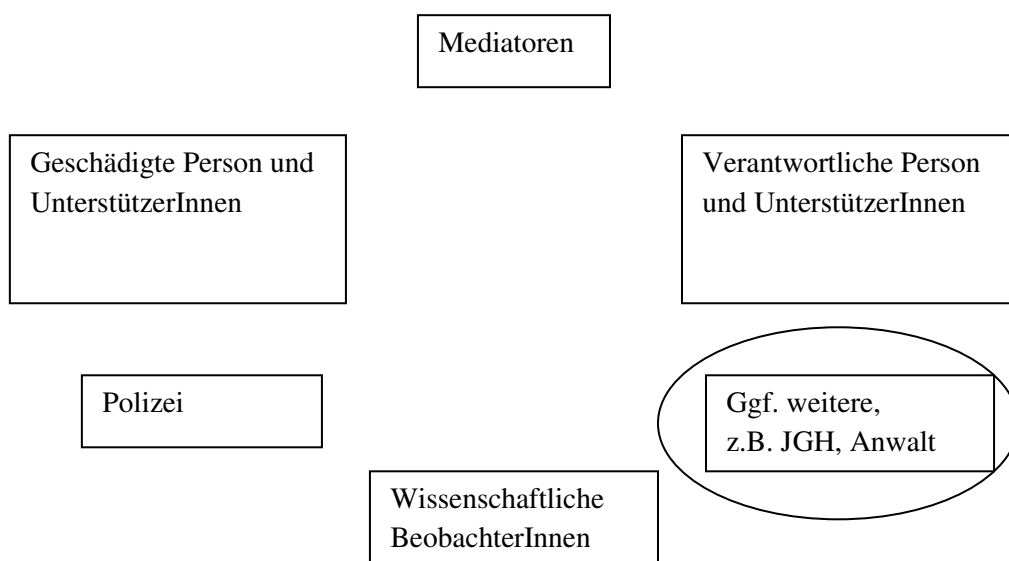 Mediatoren
Geschädigte Person und
UnterstützerInnen
Verantwortliche Person
und UnterstützerInnen
Polizei
Ggf. weitere,
z.B. JGH, Anwalt
Wissenschaftliche
BeobachterInnen